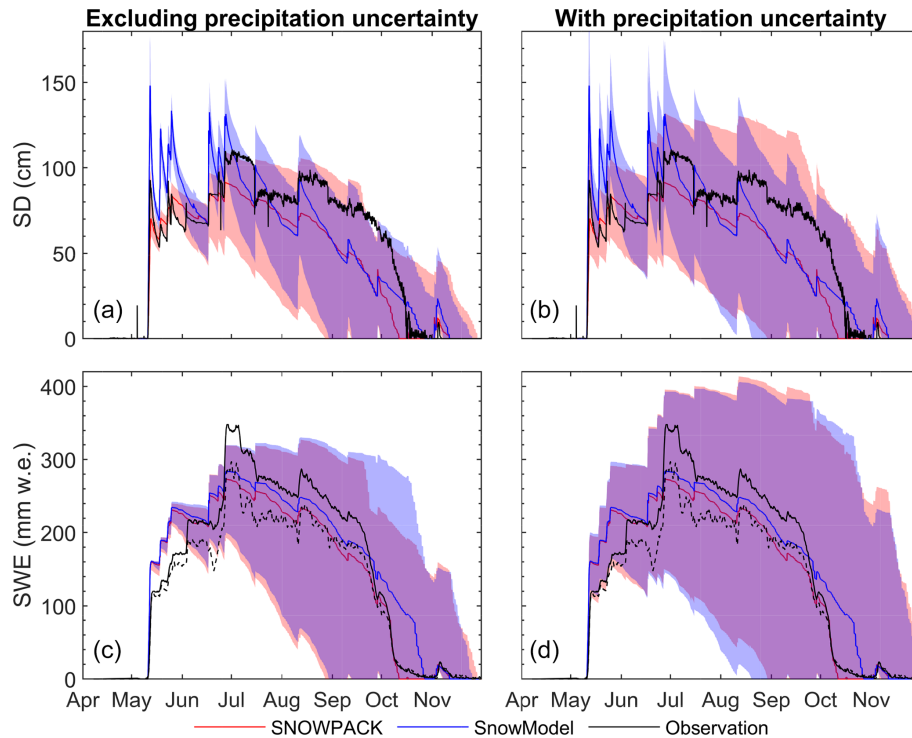 Excluding precipitation uncertainty
With precipitation uncertainty
SD (cm)
150
100
50
0
(a)
(b)
SWE (mm w.e.)
400
300
200
100
0
(c)
(d)
Apr May Jun Jul Aug Sep Oct Nov
Apr May Jun Jul Aug Sep Oct Nov
SNOWPACK SnowModel Observation